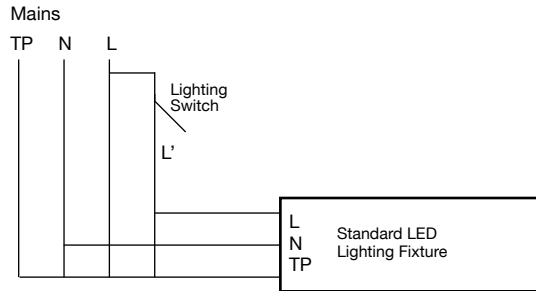 Mains
TP N L
Lighting
Switch
L’
L
N
TP
Standard LED
Lighting Fixture